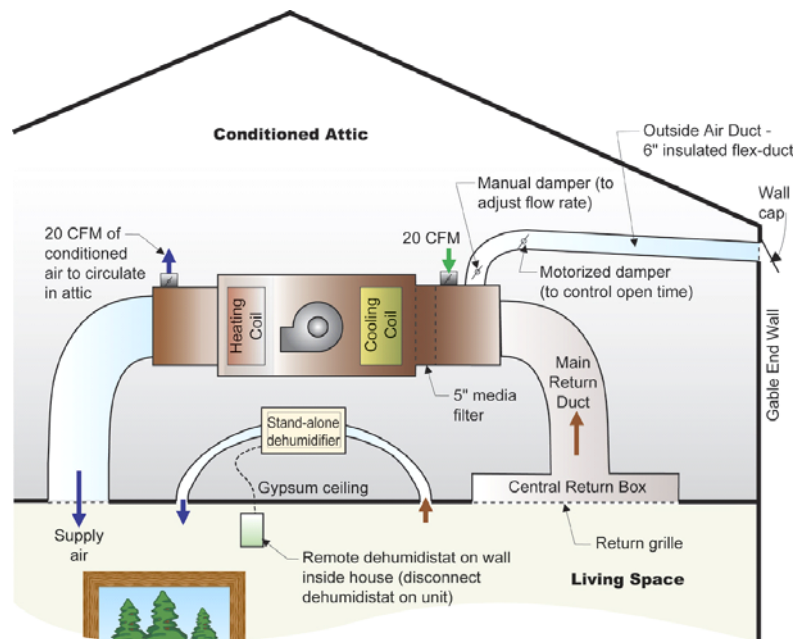 Conditioned Attic
Outside Air Duct -
6" insulated flex-duct
Manual damper (to
adjust flow rate)
Wall
cap
20 CFM of
conditioned
air to circulate
in attic
20 CFM
Motorized damper
(to control open time)
Heating
Coil
Cooling
Coil
Gable End Wall
5" media
filter
Main
Return
Duct
Stand-alone
dehumidifier
Gypsum ceiling
Central Return Box
Supply
air
Return grille
Remote dehumidistat on wall
inside house (disconnect
dehumidistat on unit)
Living Space